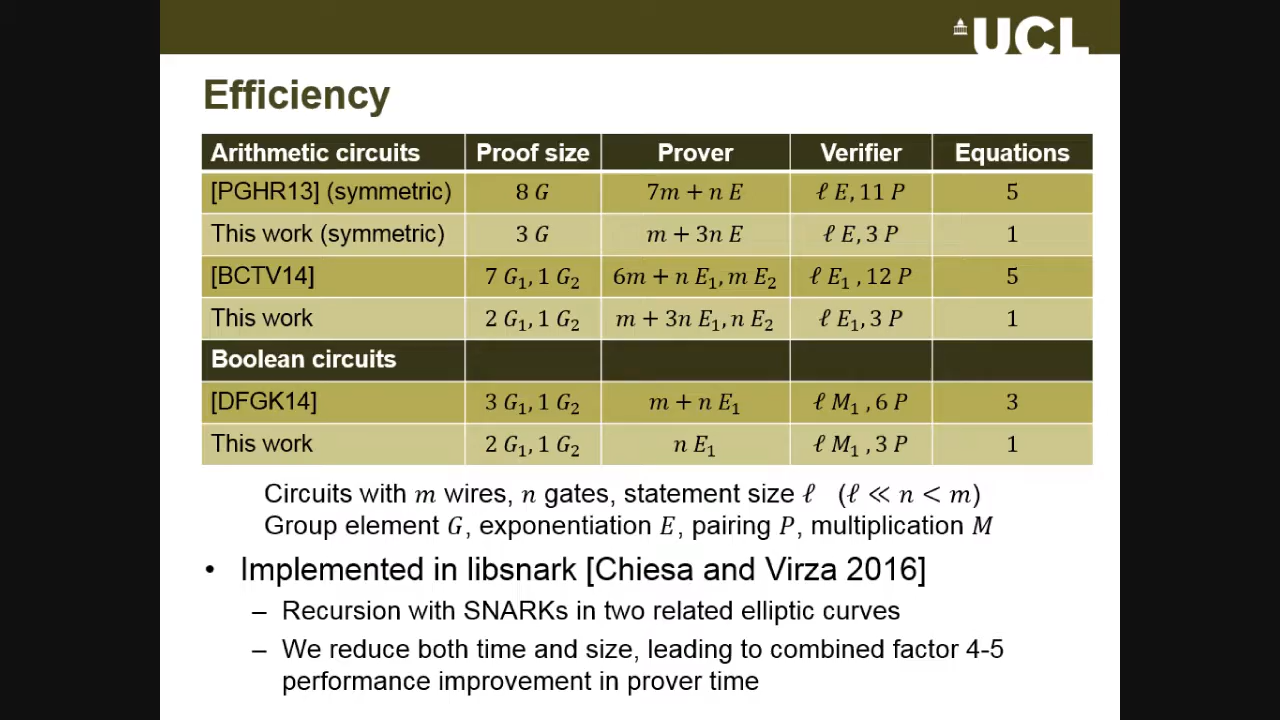 UCL
Efficiency
Arithmetic circuits Proof size Prover Verifier Equations
[PGHR13] (symmetric) 8 G 7m + n E ℓ E, 11 P 5
This work (symmetric) 3 G m + 3n E ℓ E, 3 P 1
[BCTV14] 7 G₁, 1 G₂ 6m + n E₁, m E₂ ℓ E₁ , 12 P 5
This work 2 G₁, 1 G₂ m + 3n E₁, n E₂ ℓ E₁, 3 P 1
Boolean circuits
[DFGK14] 3 G₁, 1 G₂ m + n E₁ ℓ M₁ , 6 P 3
This work 2 G₁, 1 G₂ n E₁ ℓ M₁ , 3 P 1
Circuits with m wires, n gates, statement size ℓ (ℓ ≪ n < m)
Group element G, exponentiation E, pairing P, multiplication M
• Implemented in libsnark [Chiesa and Virza 2016]
– Recursion with SNARKs in two related elliptic curves
– We reduce both time and size, leading to combined factor 4-5
performance improvement in prover time